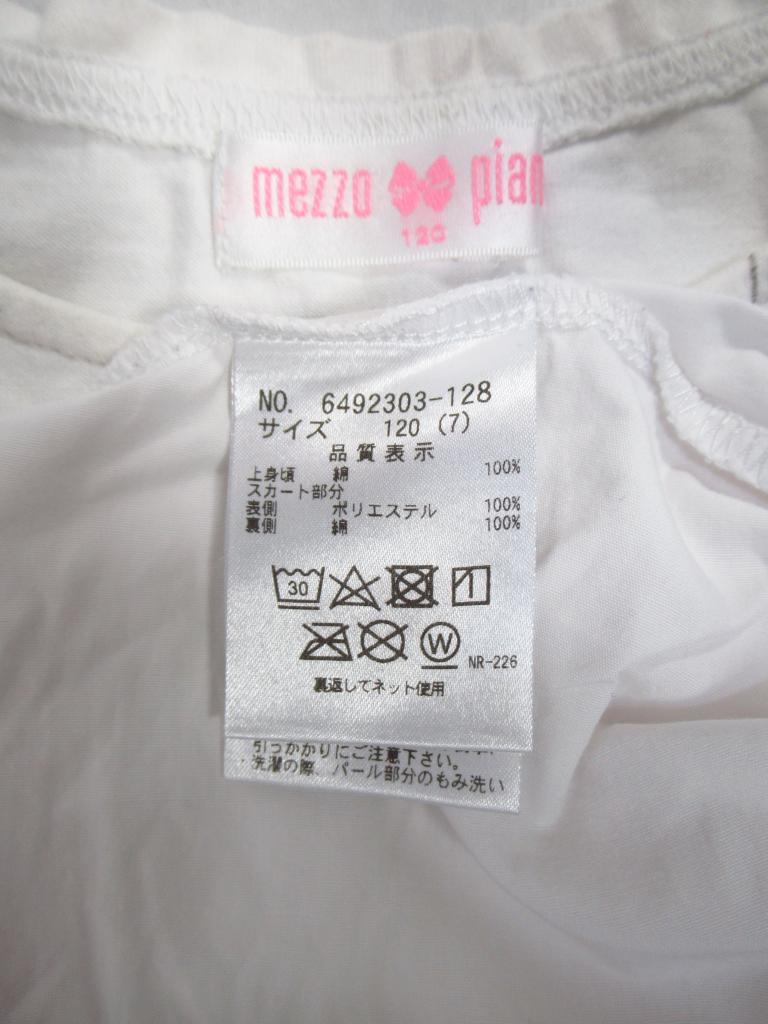 mezzo pian
120
NO. 6492303-128
サイズ 120 (7)
品質表示
上身頃 綿 100%
スカート部分
表側 ポリエステル 100%
裏側 綿 100%
30
W
NR-226
裏返してネット使用
引っかかりにご注意下さい。
洗濯の際、パール部分のもみ洗い